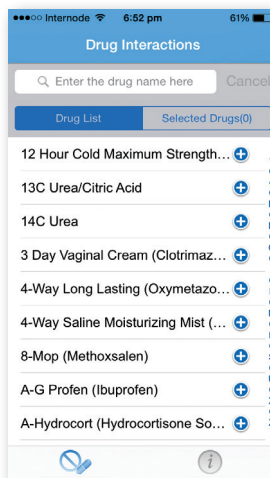 Internode 6:52 pm 61%
Drug Interactions
Enter the drug name here Cancel
Drug List Selected Drugs(0)
12 Hour Cold Maximum Strength...
13C Urea/Citric Acid
14C Urea
3 Day Vaginal Cream (Clotrimaz...
4-Way Long Lasting (Oxymetazo...
4-Way Saline Moisturizing Mist (...
8-Mop (Methoxsalen)
A-G Profen (Ibuprofen)
A-Hydrocort (Hydrocortisone So...
i